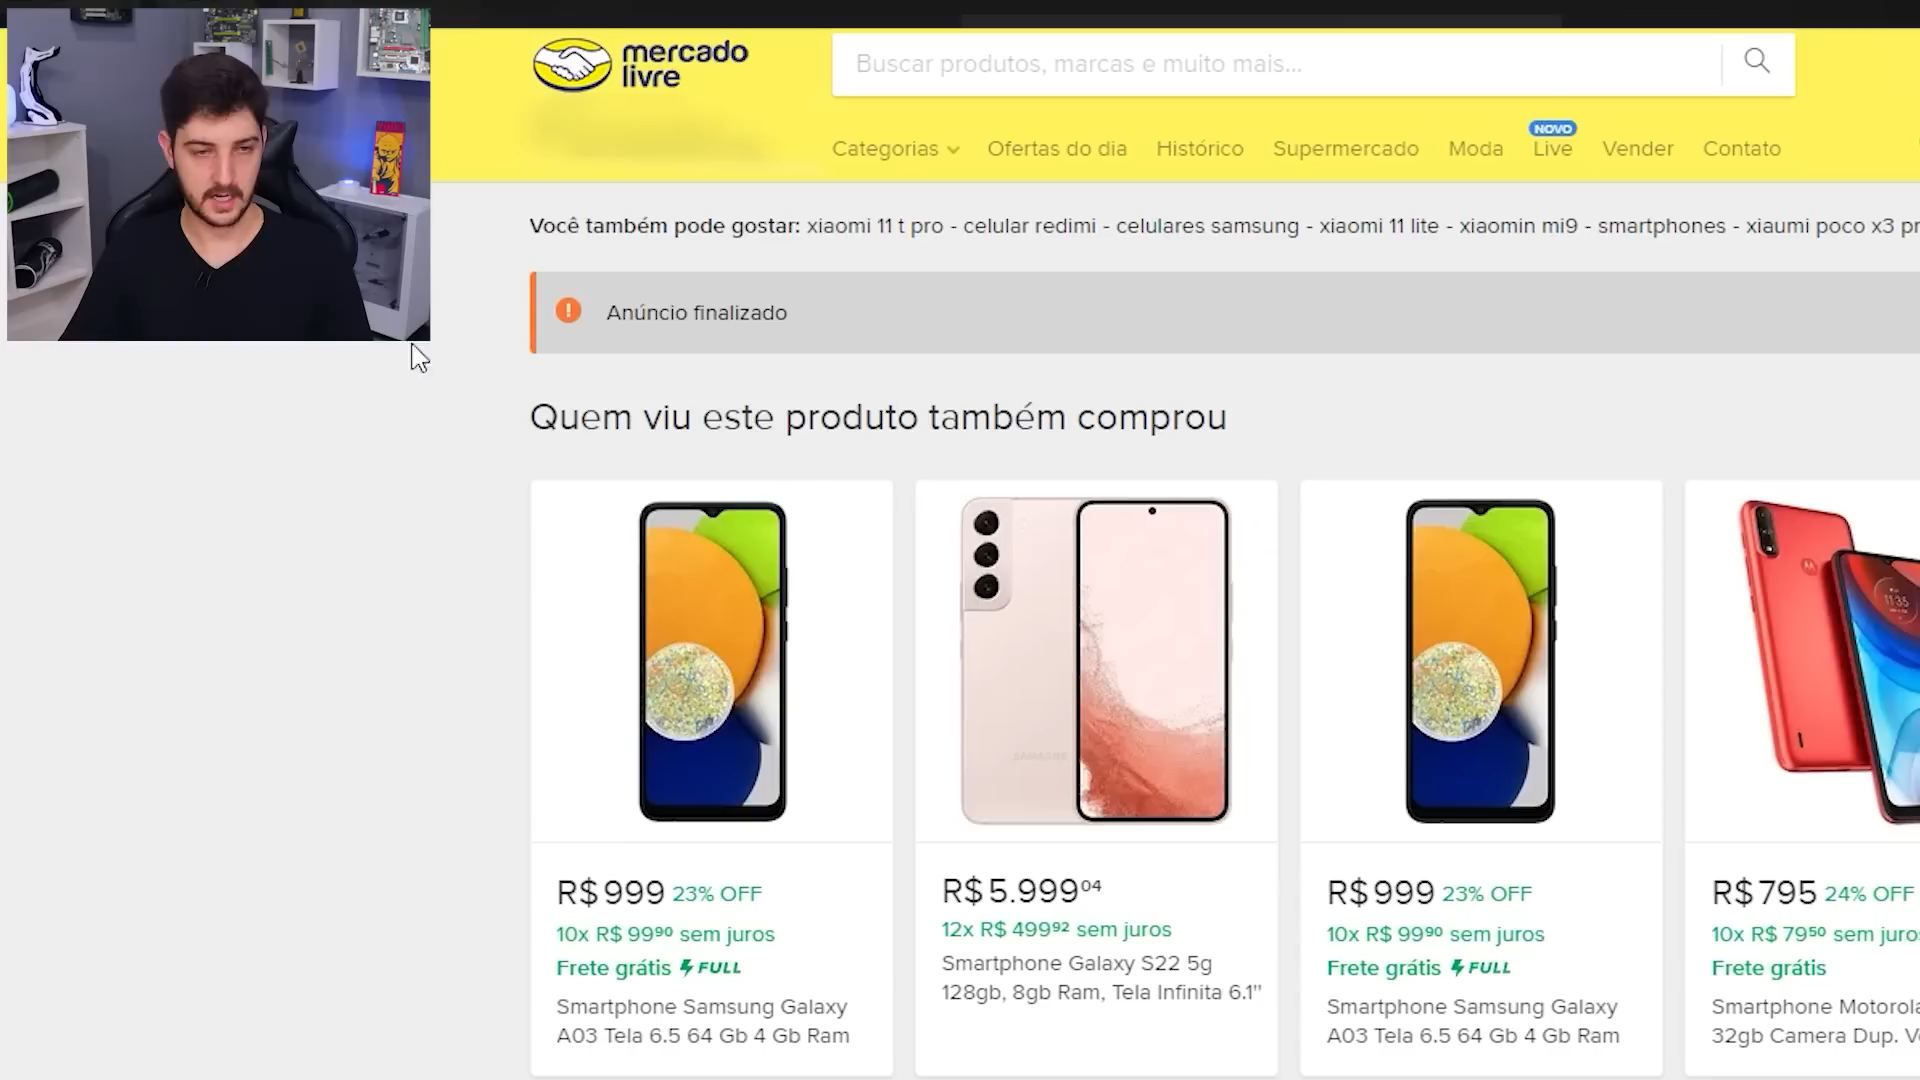 mercado
livre
Buscar produtos, marcas e muito mais...
NOVO
Categorias Ofertas do dia Histórico Supermercado Moda Live Vender Contato
Você também pode gostar: xiaomi 11 t pro - celular redimi - celulares samsung - xiaomi 11 lite - xiaomin mi9 - smartphones - xiaumi poco x3 pr
Anúncio finalizado
Quem viu este produto também comprou
SAMSUNG
11:35
R$ 999 23% OFF
10x R$ 99⁹⁰ sem juros
Frete grátis FULL
Smartphone Samsung Galaxy
A03 Tela 6.5 64 Gb 4 Gb Ram
R$ 5.999⁰⁴
12x R$ 499⁹² sem juros
Smartphone Galaxy S22 5g
128gb, 8gb Ram, Tela Infinita 6.1''
R$ 999 23% OFF
10x R$ 99⁹⁰ sem juros
Frete grátis FULL
Smartphone Samsung Galaxy
A03 Tela 6.5 64 Gb 4 Gb Ram
R$ 795 24% OFF
10x R$ 79⁵⁰ sem juros
Frete grátis
Smartphone Motorola
32gb Camera Dup. V